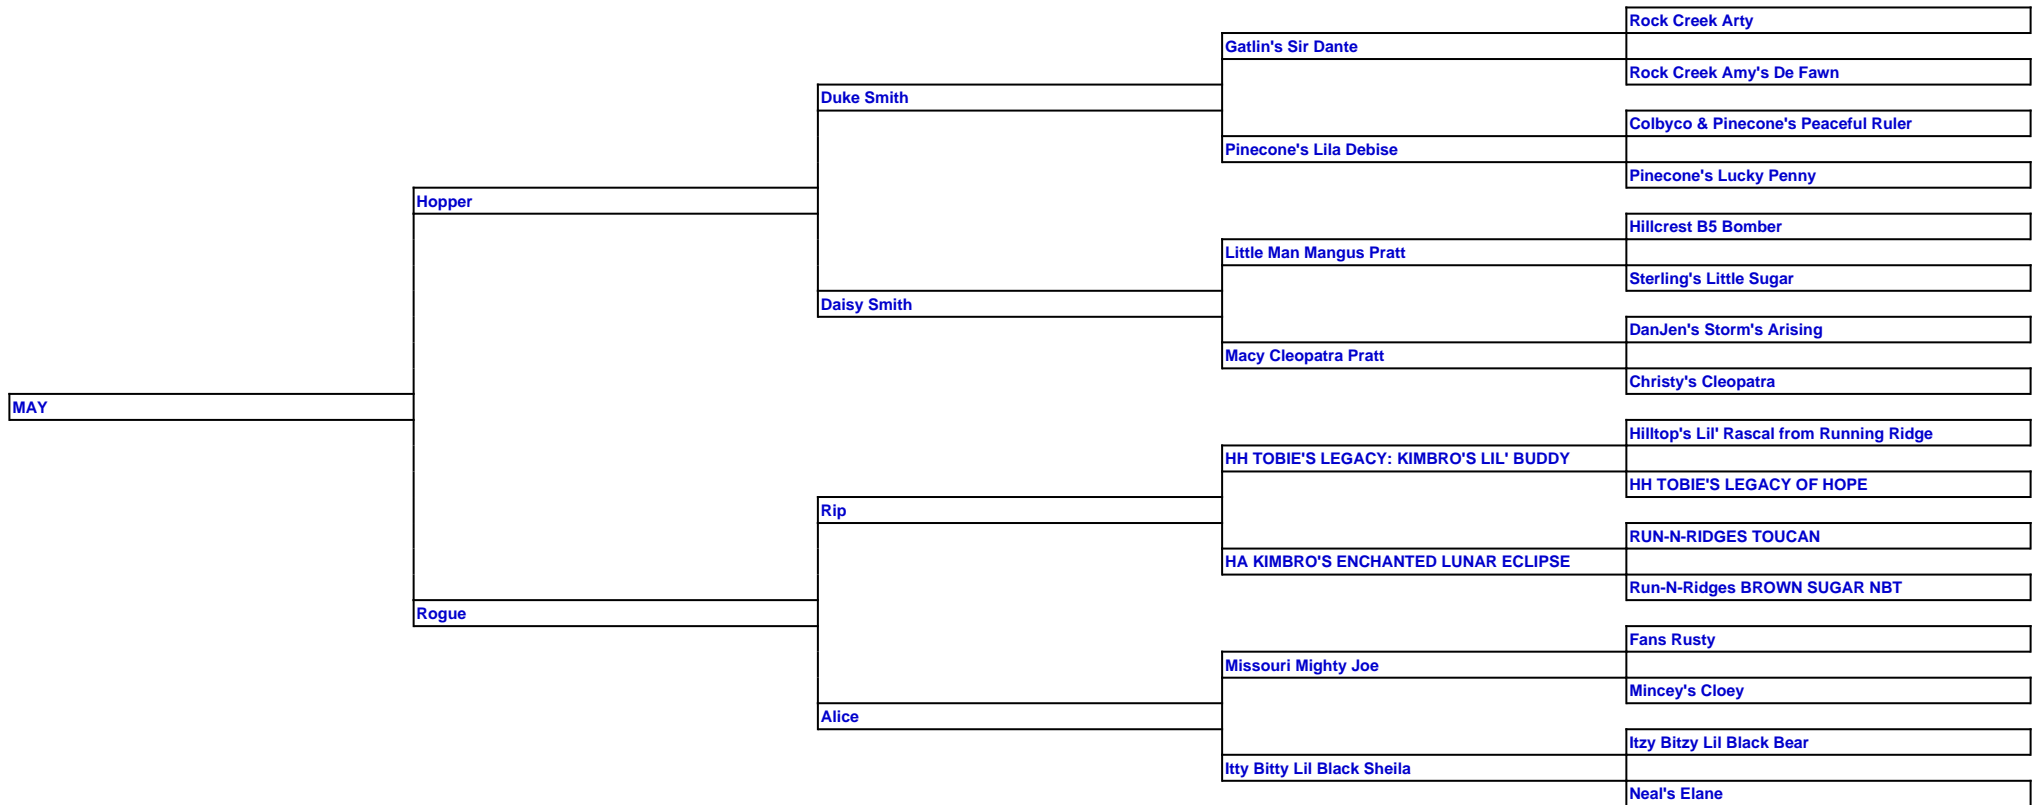 Rock Creek Arty
Gatlin's Sir Dante
Rock Creek Amy's De Fawn
Duke Smith
Colbyco & Pinecone's Peaceful Ruler
Pinecone's Lila Debise
Pinecone's Lucky Penny
Hopper
Hillcrest B5 Bomber
Little Man Mangus Pratt
Sterling's Little Sugar
Daisy Smith
DanJen's Storm's Arising
Macy Cleopatra Pratt
Christy's Cleopatra
MAY
Hilltop's Lil' Rascal from Running Ridge
HH TOBIE'S LEGACY: KIMBRO'S LIL' BUDDY
HH TOBIE'S LEGACY OF HOPE
Rip
RUN-N-RIDGES TOUCAN
HA KIMBRO'S ENCHANTED LUNAR ECLIPSE
Run-N-Ridges BROWN SUGAR NBT
Rogue
Fans Rusty
Missouri Mighty Joe
Mincey's Cloey
Alice
Itzy Bitzy Lil Black Bear
Itty Bitty Lil Black Sheila
Neal's Elane